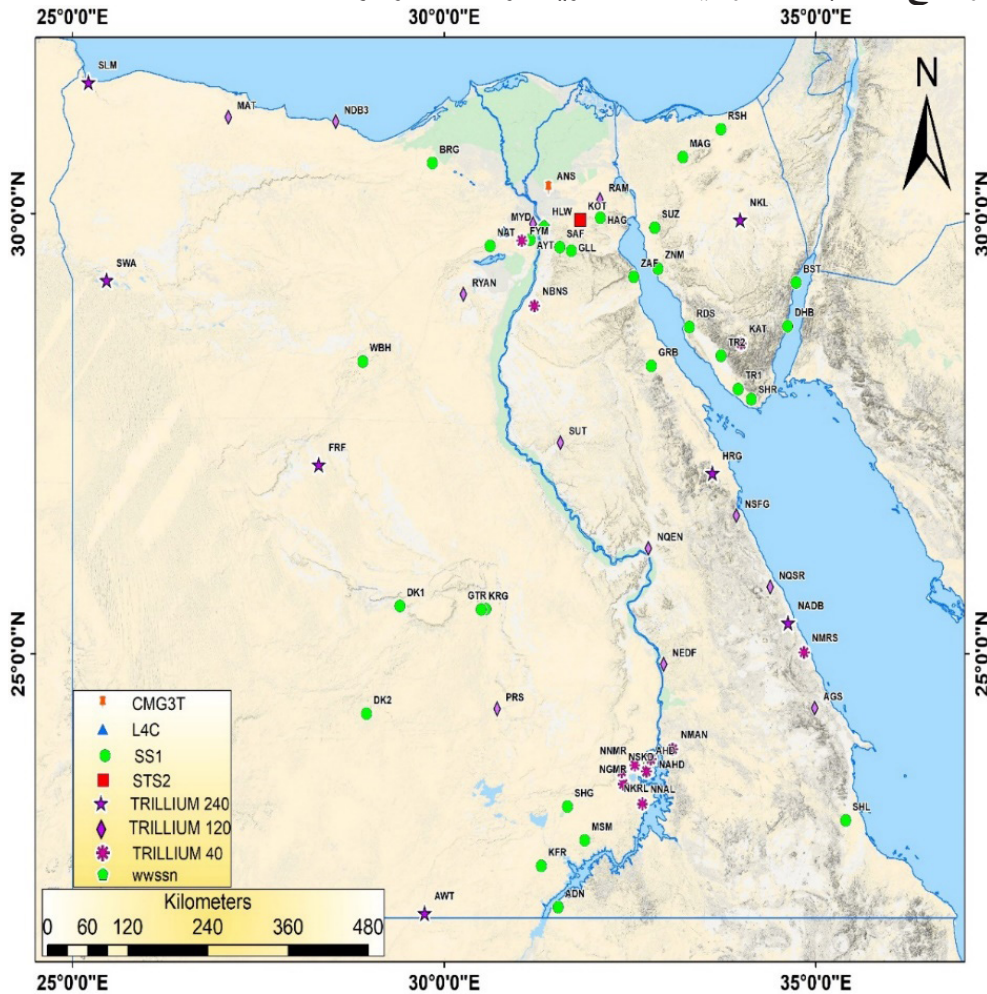 25°0'0"E 30°0'0"E 35°0'0"E
N
SLM
MAT
NDB3
RSH
BRG
MAG
ANS
RAM
30°0'0"N
MYD
HLW
KOT
HAG
SUZ
NKL
30°0'0"N
NAT
FYM
AYT
SAF
GLL
SWA
RYAN
NBNS
ZAF
ZNM
BST
WBH
RDS
KAT
DHB
GRB
TR2
TR1
SHR
FRF
SUT
HRG
NSFG
NQEN
DK1
GTR KRG
NQSR
NADB
NMRS
25°0'0"N
25°0'0"N
DK2
PRS
NEDF
AGS
NNMR
NSKD
AHD
NMAN
NGMR
NAHD
SHG
NKRL
NNAL
MSM
SHL
KFR
ADN
AWT
CMG3T
L4C
SS1
STS2
TRILLIUM 240
TRILLIUM 120
TRILLIUM 40
wwssn
Kilometers
0 60 120 240 360 480
25°0'0"E 30°0'0"E 35°0'0"E